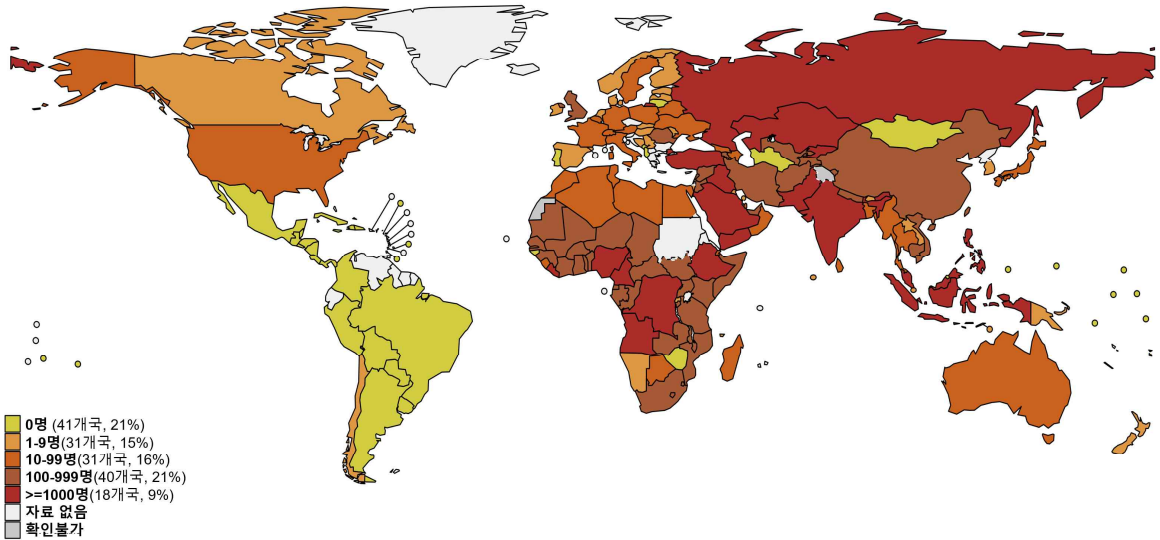 0명 (41개국, 21%)
1-9명(31개국, 15%)
10-99명(31개국, 16%)
100-999명(40개국, 21%)
>=1000명(18개국, 9%)
자료 없음
확인불가